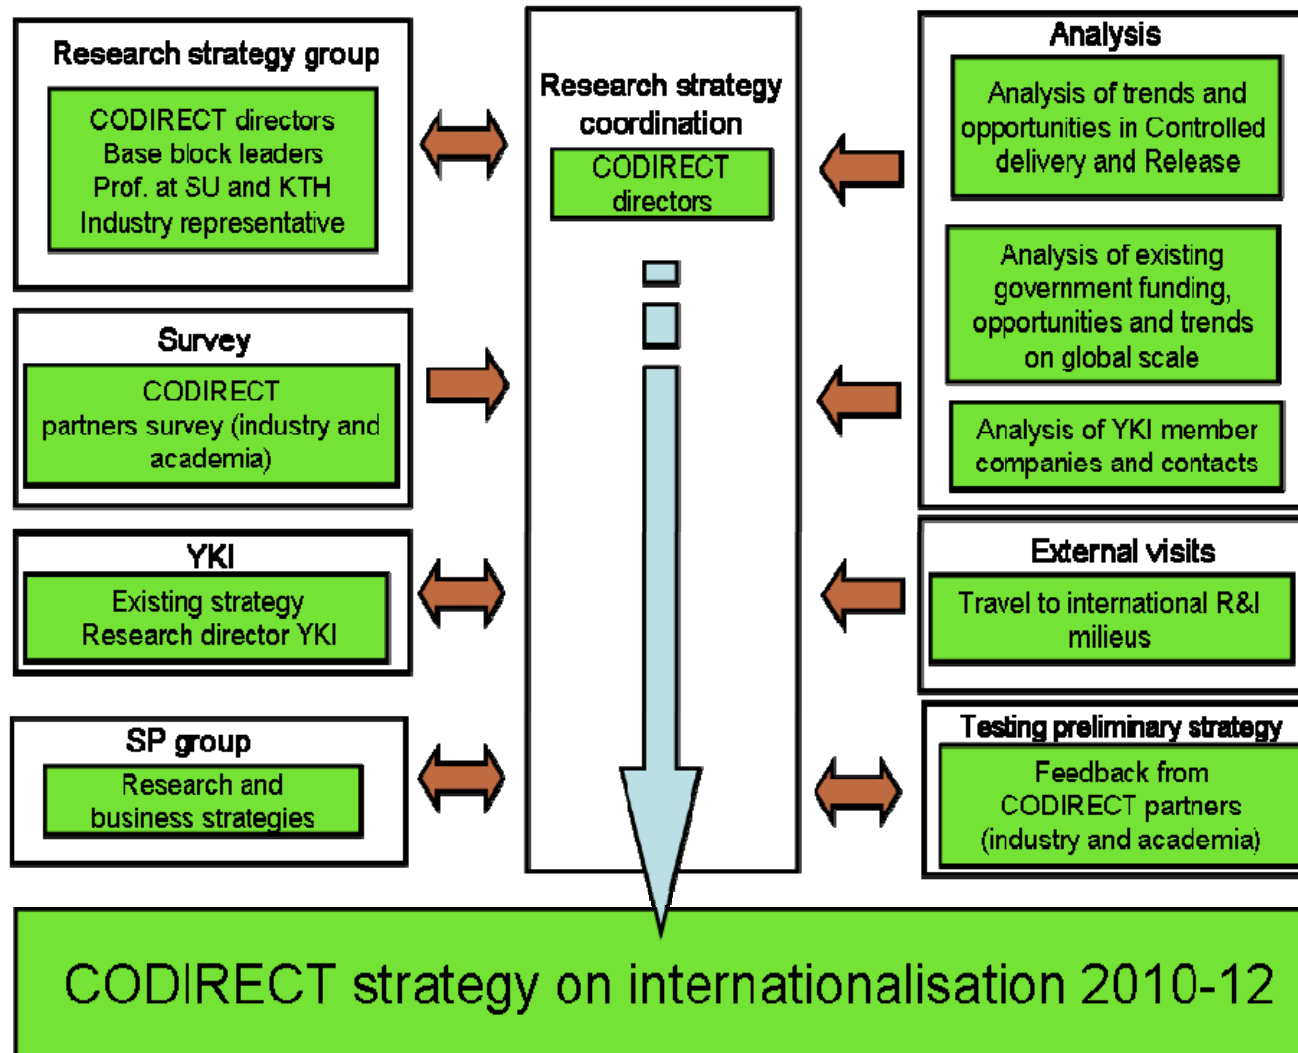 Research strategy group
CODIRECT directors
Base block leaders
Prof. at SU and KTH
Industry representative
Survey
CODIRECT
partners survey (industry and
academia)
YKI
Existing strategy
Research director YKI
SP group
Research and
business strategies
Research strategy
coordination
CODIRECT
directors
Analysis
Analysis of trends and
opportunities in Controlled
delivery and Release
Analysis of existing
government funding,
opportunities and trends
on global scale
Analysis of YKI member
companies and contacts
External visits
Travel to international R&I
milieus
Testing preliminary strategy
Feedback from
CODIRECT partners
(industry and academia)
CODIRECT strategy on internationalisation 2010-12